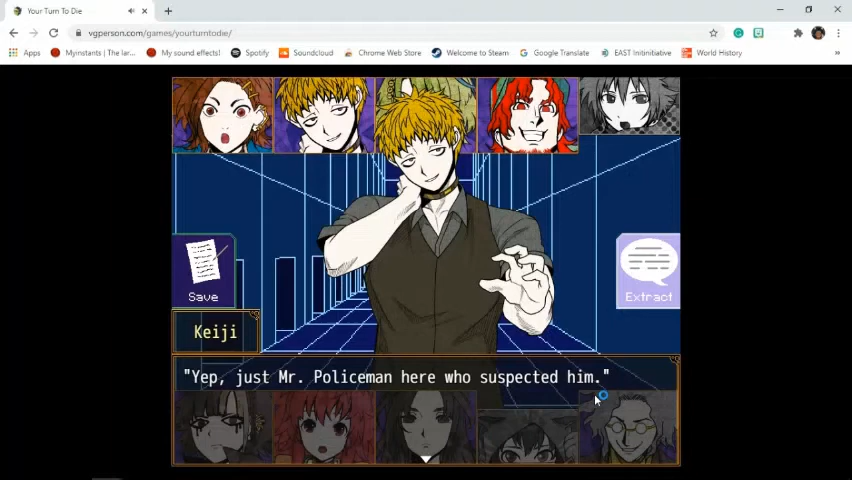 Your Turn To Die
vgperson.com/games/yourturntodie/
Apps
Myinstants | The lar...
My sound effects!
Spotify
Soundcloud
Chrome Web Store
Welcome to Steam
Google Translate
EAST Initinitiative
World History
Save
Extract
Keiji
"Yep, just Mr. Policeman here who suspected him."